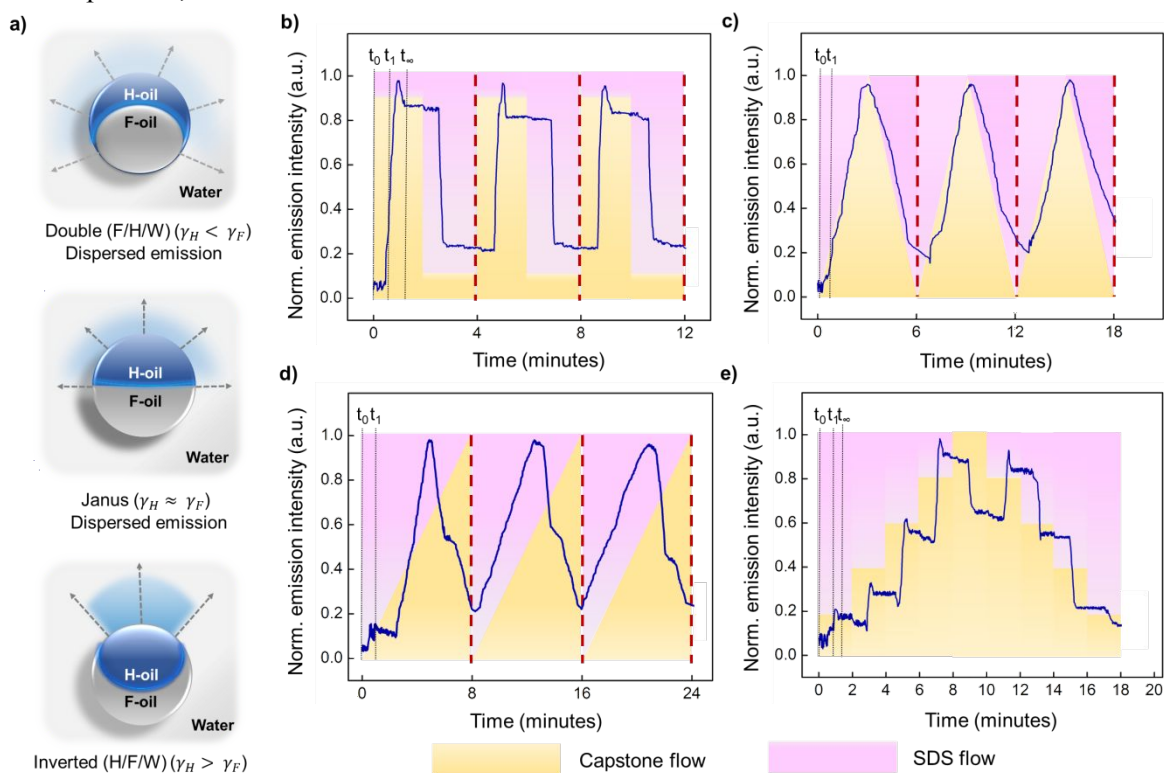 a)
H-oil
F-oil
Water
Double (F/H/W) (γ_H < γ_F)
Dispersed emission
H-oil
F-oil
Water
Janus (γ_H ≈ γ_F)
Dispersed emission
H-oil
F-oil
Water
Inverted (H/F/W) (γ_H > γ_F)
b)
t₀ t₁ t∞
Norm. emission intensity (a.u.)
1.0
0.8
0.6
0.4
0.2
0.0
0 4 8 12
Time (minutes)
c)
t₀ t₁
Norm. emission intensity (a.u.)
1.0
0.8
0.6
0.4
0.2
0.0
0 6 12 18
Time (minutes)
d)
t₀ t₁
Norm. emission intensity (a.u.)
1.0
0.8
0.6
0.4
0.2
0.0
0 8 16 24
Time (minutes)
e)
t₀ t₁ t∞
Norm. emission intensity (a.u.)
1.0
0.8
0.6
0.4
0.2
0.0
0 2 4 6 8 10 12 14 16 18 20
Time (minutes)
Capstone flow
SDS flow